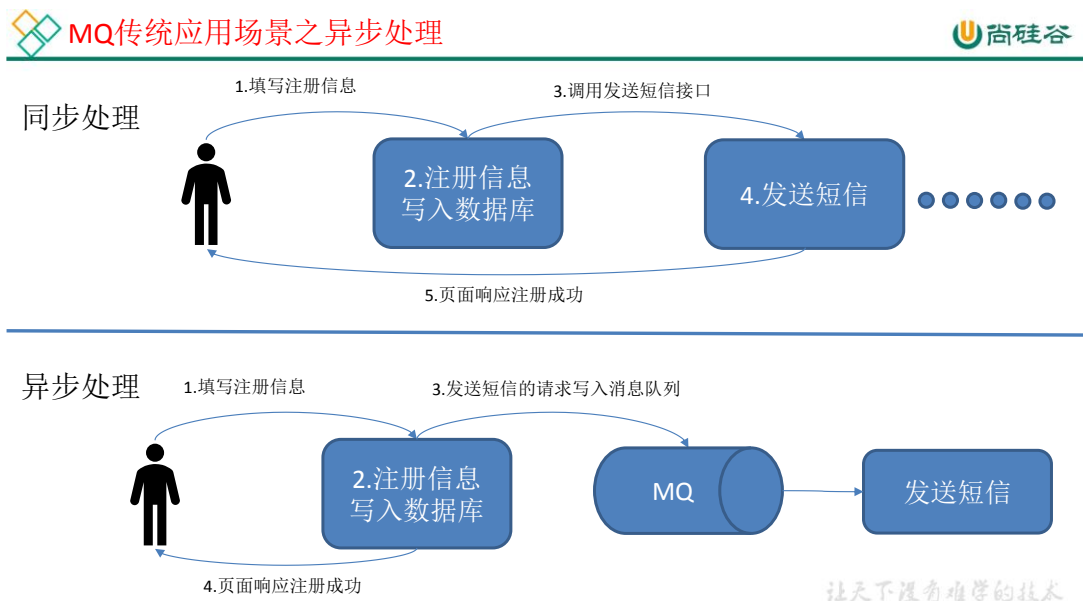 MQ传统应用场景之异步处理
尚硅谷
同步处理
1.填写注册信息
3.调用发送短信接口
2.注册信息
写入数据库
4.发送短信
5.页面响应注册成功
异步处理
1.填写注册信息
3.发送短信的请求写入消息队列
2.注册信息
写入数据库
MQ
发送短信
4.页面响应注册成功
让天下没有难学的技术